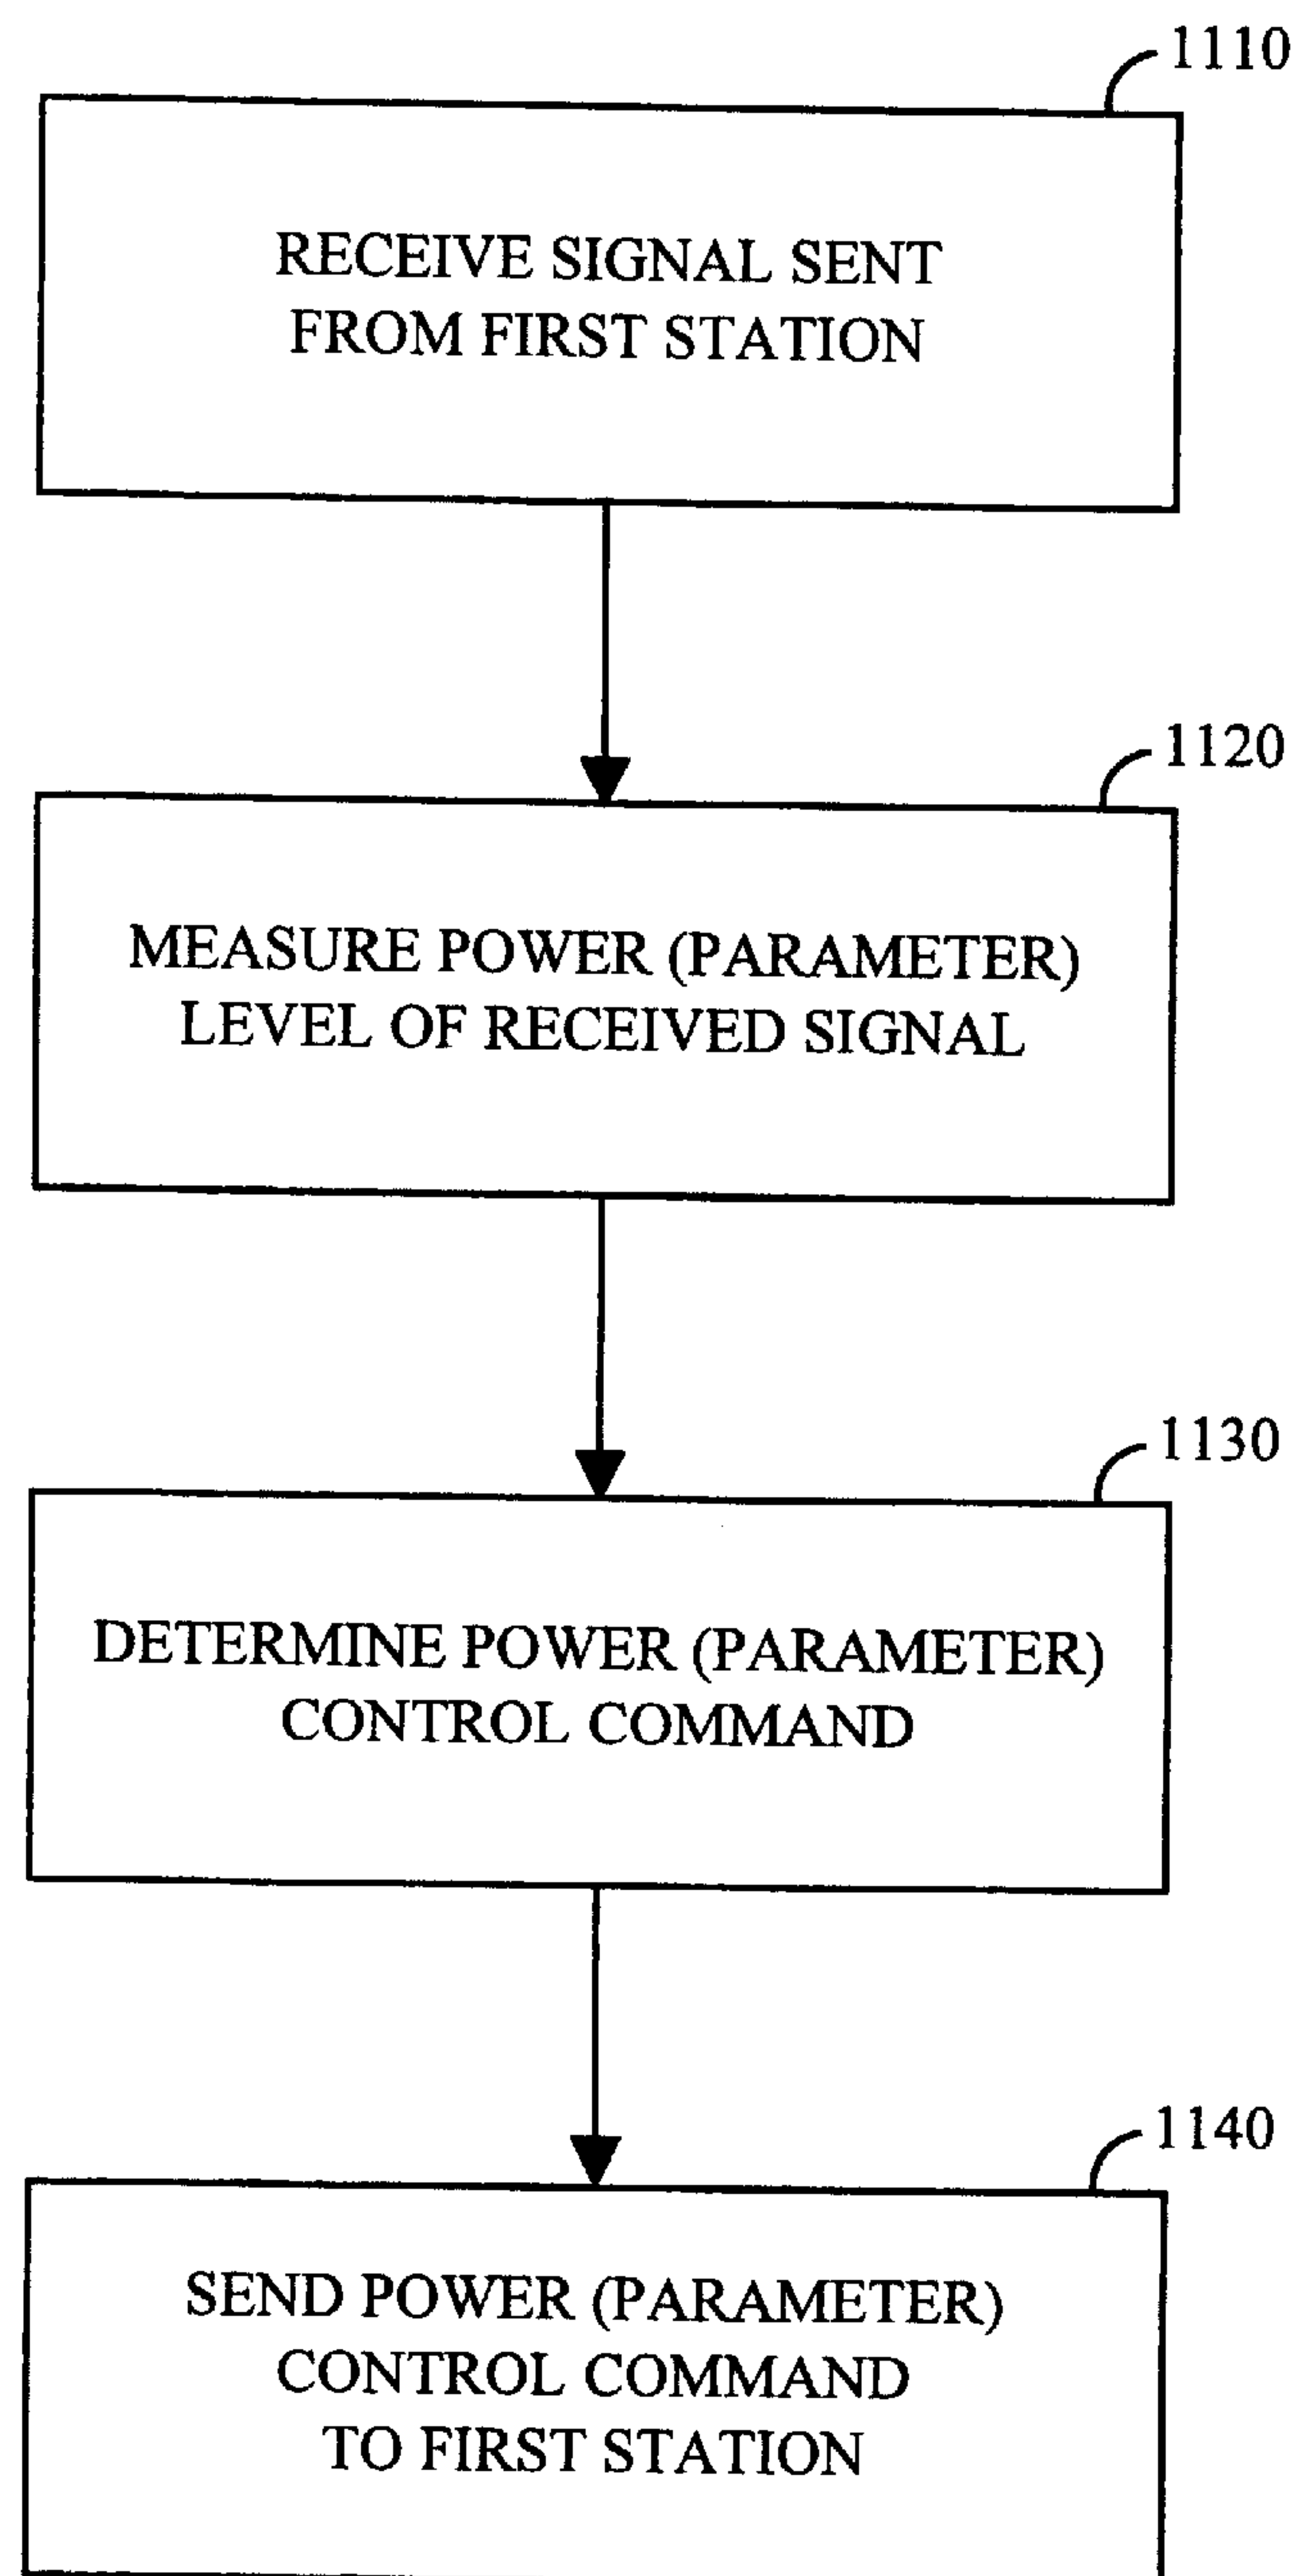 1110
RECEIVE SIGNAL SENT
FROM FIRST STATION
1120
MEASURE POWER (PARAMETER)
LEVEL OF RECEIVED SIGNAL
1130
DETERMINE POWER (PARAMETER)
CONTROL COMMAND
1140
SEND POWER (PARAMETER)
CONTROL COMMAND
TO FIRST STATION